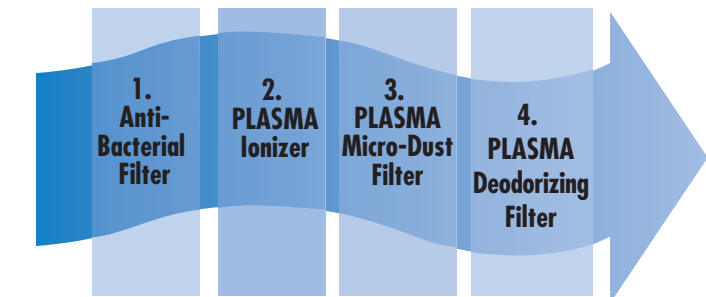 1.
Anti-
Bacterial
Filter
2.
PLASMA
Ionizer
3.
PLASMA
Micro-Dust
Filter
4.
PLASMA
Deodorizing
Filter